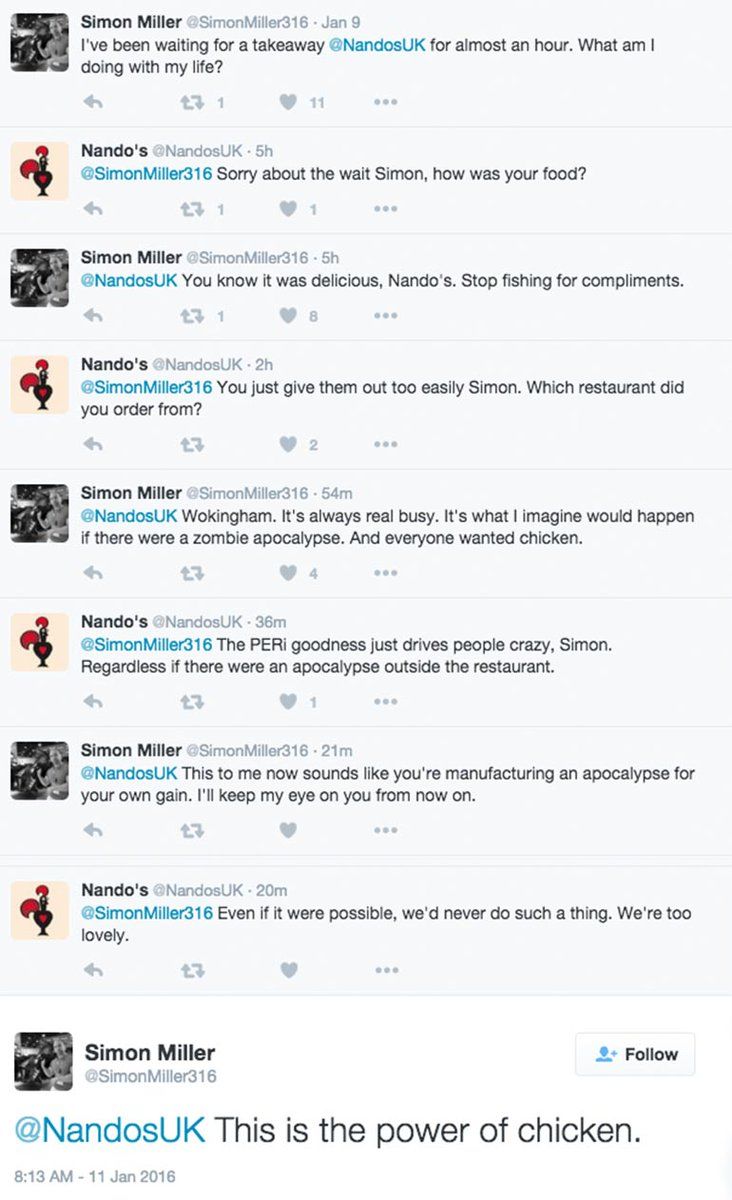 Simon Miller @SimonMiller316 · Jan 9
I've been waiting for a takeaway @NandosUK for almost an hour. What am I
doing with my life?
1 11
Nando's @NandosUK · 5h
@SimonMiller316 Sorry about the wait Simon, how was your food?
1 1
Simon Miller @SimonMiller316 · 5h
@NandosUK You know it was delicious, Nando's. Stop fishing for compliments.
1 8
Nando's @NandosUK · 2h
@SimonMiller316 You just give them out too easily Simon. Which restaurant did
you order from?
2
Simon Miller @SimonMiller316 · 54m
@NandosUK Wokingham. It's always real busy. It's what I imagine would happen
if there were a zombie apocalypse. And everyone wanted chicken.
4
Nando's @NandosUK · 36m
@SimonMiller316 The PERi goodness just drives people crazy, Simon.
Regardless if there were an apocalypse outside the restaurant.
1
Simon Miller @SimonMiller316 · 21m
@NandosUK This to me now sounds like you're manufacturing an apocalypse for
your own gain. I'll keep my eye on you from now on.
Nando's @NandosUK · 20m
@SimonMiller316 Even if it were possible, we'd never do such a thing. We're too
lovely.
Simon Miller
@SimonMiller316
Follow
@NandosUK This is the power of chicken.
8:13 AM - 11 Jan 2016